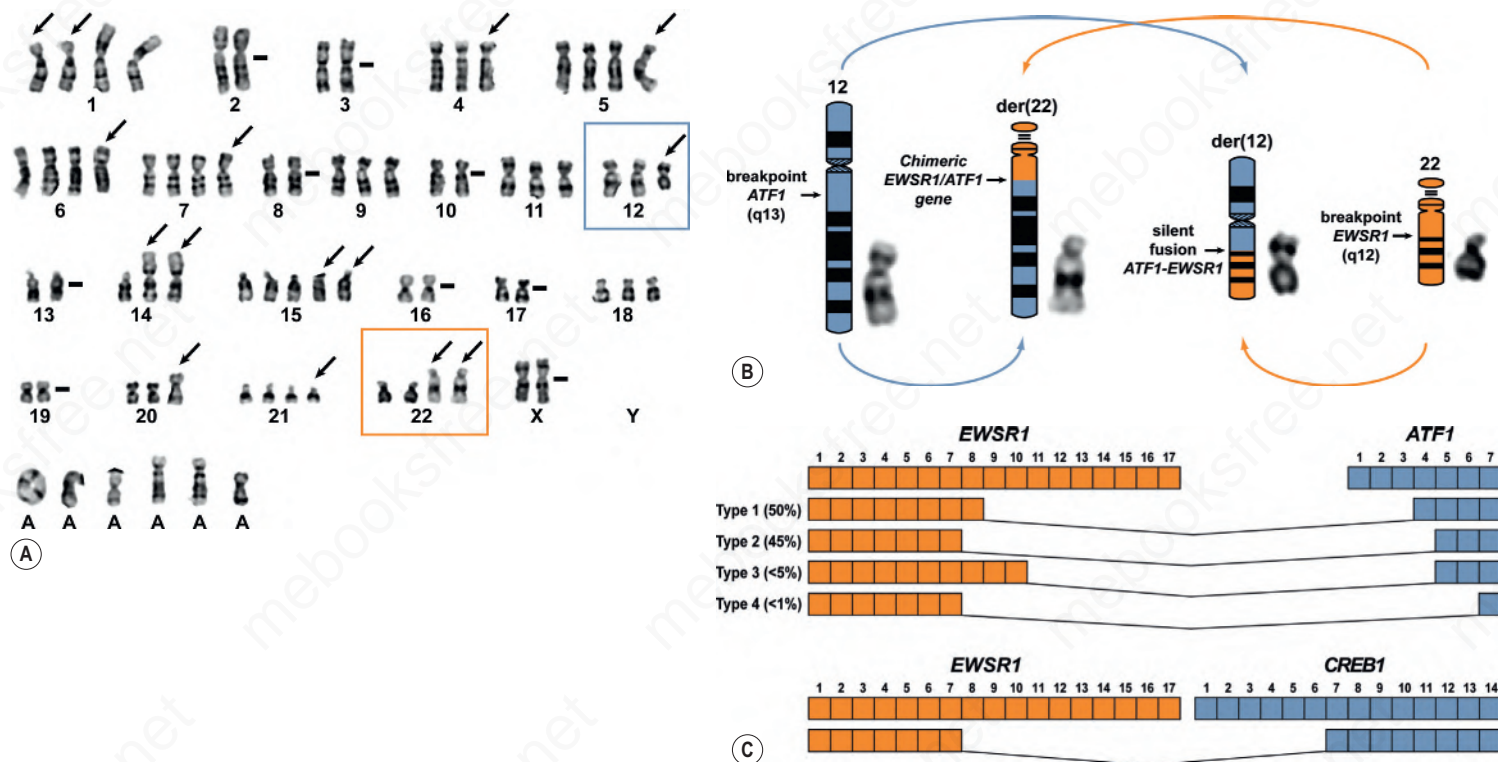 1 2 3 4 5
6 7 8 9 10 11 12
13 14 15 16 17 18
19 20 21 22 X Y
A A A A A A
A
12
der(22)
der(12)
22
breakpoint
ATF1
(q13)
Chimeric
EWSR1/ATF1
gene
silent
fusion
ATF1-EWSR1
breakpoint
EWSR1
(q12)
B
EWSR1 ATF1
1 2 3 4 5 6 7 8 9 10 11 12 13 14 15 16 17 1 2 3 4 5 6 7
Type 1 (50%)
Type 2 (45%)
Type 3 (<5%)
Type 4 (<1%)
EWSR1 CREB1
1 2 3 4 5 6 7 8 9 10 11 12 13 14 15 16 17 1 2 3 4 5 6 7 8 9 10 11 12 13 14
C
mebooksfree.net